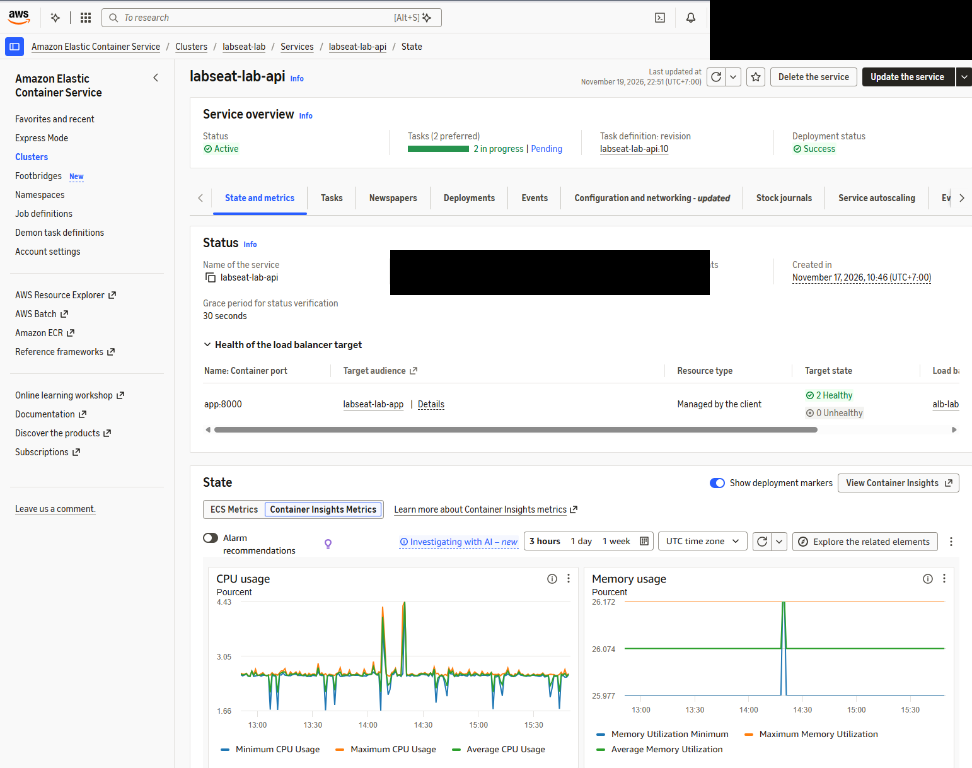 aws
To research [Alt+S]
Amazon Elastic Container Service / Clusters / labseat-lab / Services / labseat-lab-api / State
Amazon Elastic Container Service
Favorites and recent
Express Mode
Clusters
Footbridges New
Namespaces
Job definitions
Demon task definitions
Account settings
AWS Resource Explorer
AWS Batch
Amazon ECR
Reference frameworks
Online learning workshop
Documentation
Discover the products
Subscriptions
Leave us a comment.
labseat-lab-api Info
Last updated at
November 19, 2026, 22:51 (UTC+7:00)
Delete the service
Update the service
Service overview Info
Status
Active
Tasks (2 preferred)
2 in progress | Pending
Task definition: revision
labseat-lab-api:10
Deployment status
Success
State and metrics
Tasks
Newspapers
Deployments
Events
Configuration and networking - updated
Stock journals
Service autoscaling
Ev
Status Info
Name of the service
labseat-lab-api
nts
Created in
November 17, 2026, 10:46 (UTC+7:00)
Grace period for status verification
30 seconds
Health of the load balancer target
Name: Container port
Target audience
Resource type
Target state
Load ba
app:8000
labseat-lab-app | Details
Managed by the client
2 Healthy
0 Unhealthy
alb-lab
State
Show deployment markers
View Container Insights
ECS Metrics
Container Insights Metrics
Learn more about Container Insights metrics
Alarm recommendations
Investigating with AI – new
3 hours 1 day 1 week
UTC time zone
Explore the related elements
CPU usage
Pourcent
4.43
3.05
1.66
13:00 13:30 14:00 14:30 15:00 15:30
Minimum CPU Usage Maximum CPU Usage Average CPU Usage
Memory usage
Pourcent
26.172
26.074
25.977
13:00 13:30 14:00 14:30 15:00 15:30
Memory Utilization Minimum Maximum Memory Utilization
Average Memory Utilization